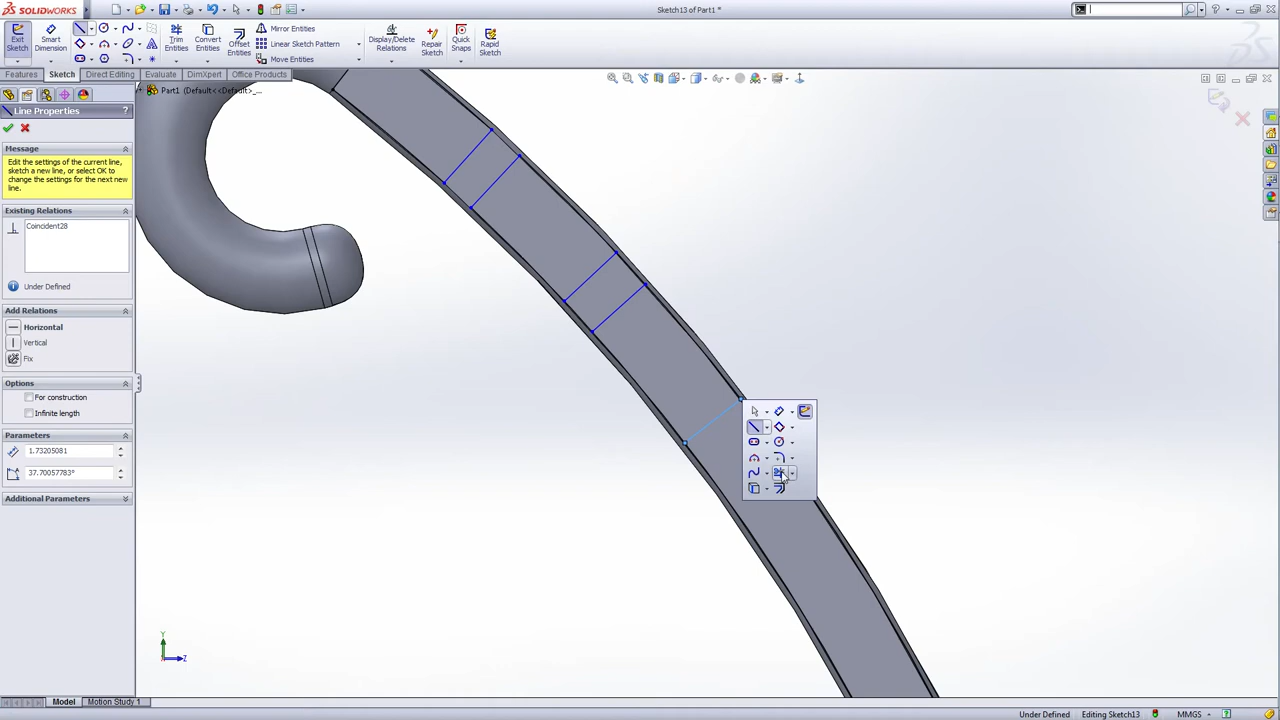 SOLIDWORKS
Sketch13 of Part1 *
Exit Sketch
Smart Dimension
Trim Entities
Convert Entities
Offset Entities
Mirror Entities
Linear Sketch Pattern
Move Entities
Display/Delete Relations
Repair Sketch
Quick Snaps
Rapid Sketch
Features
Sketch
Direct Editing
Evaluate
DimXpert
Office Products
Part1 (Default<<Default>_...
Line Properties
?
Message
Edit the settings of the current line,
sketch a new line, or select OK to
change the settings for the next new
line.
Existing Relations
Coincident28
Under Defined
Add Relations
Horizontal
Vertical
Fix
Options
For construction
Infinite length
Parameters
1.73205081
37.70057783°
Additional Parameters
Y
Z
Model
Motion Study 1
Under Defined
Editing Sketch13
MMGS